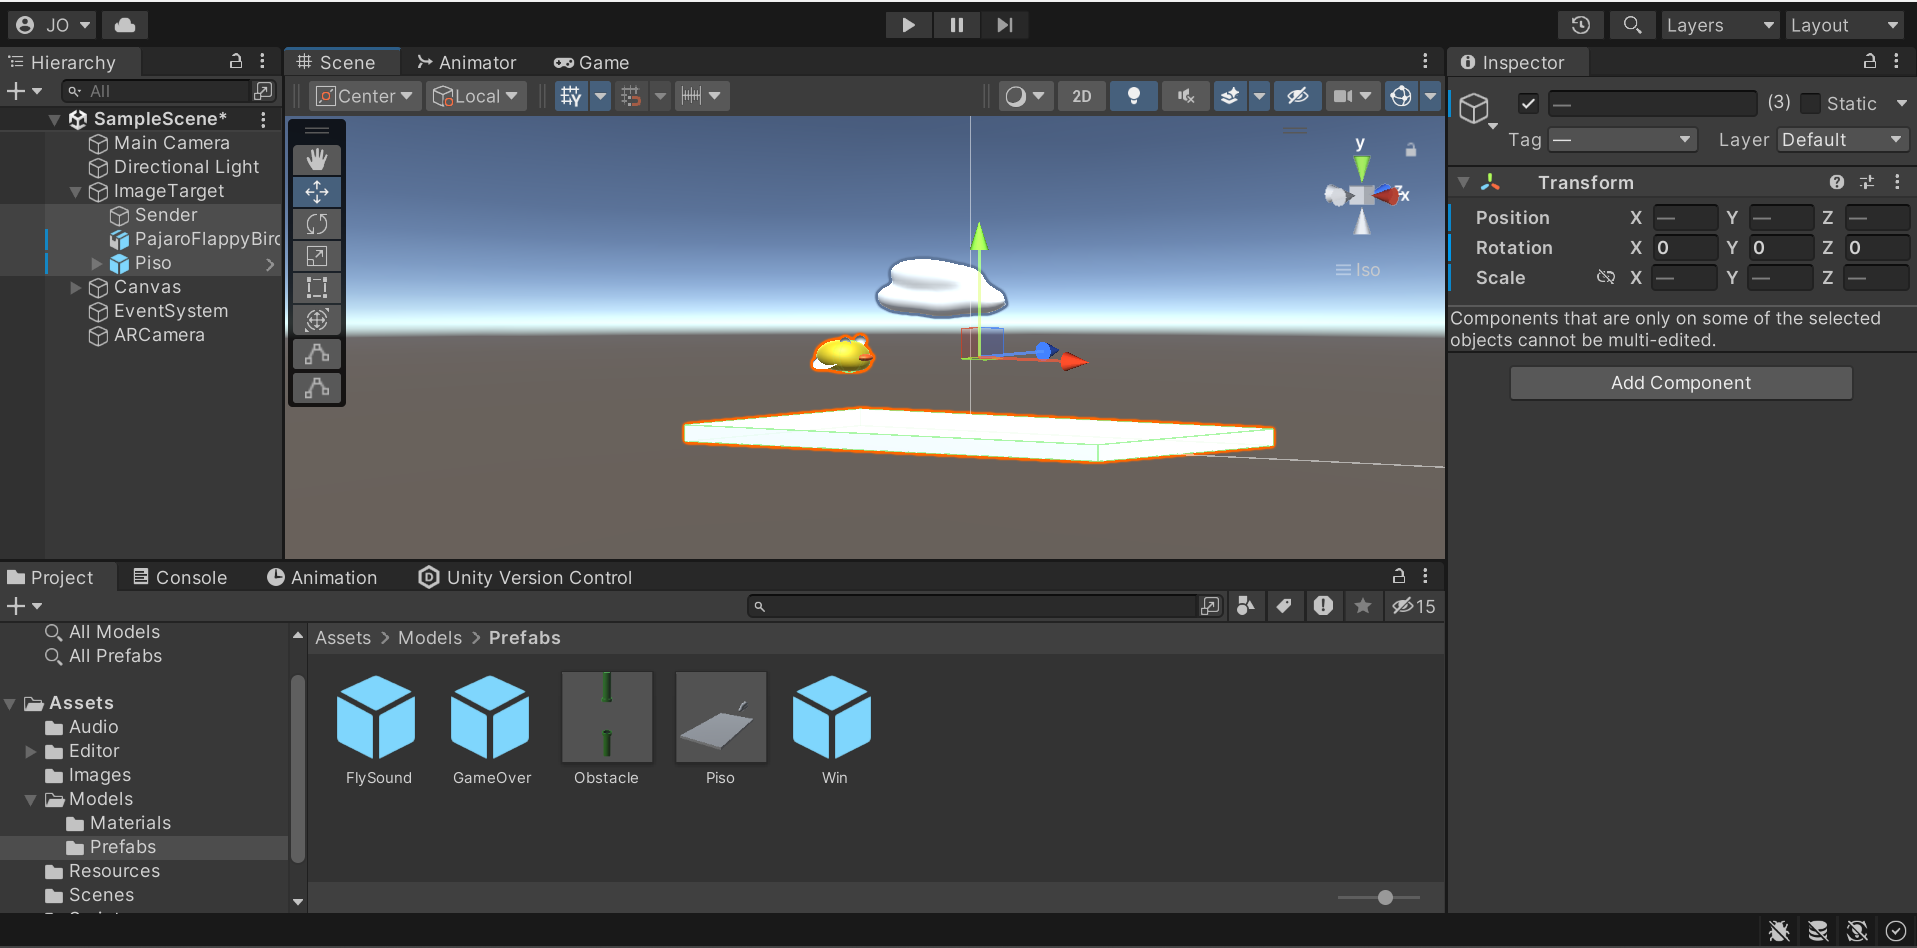 JO
Layers
Layout
Hierarchy
Scene
Animator
Game
Inspector
All
Center
Local
2D
(3)
Static
SampleScene*
Main Camera
Directional Light
ImageTarget
Sender
PajaroFlappyBird
Piso
Canvas
EventSystem
ARCamera
y
z
x
Iso
Tag —
Layer Default
Transform
Position X — Y — Z —
Rotation X 0 Y 0 Z 0
Scale X — Y — Z —
Components that are only on some of the selected
objects cannot be multi-edited.
Add Component
Project
Console
Animation
Unity Version Control
15
All Models
All Prefabs
Assets
Audio
Editor
Images
Models
Materials
Prefabs
Resources
Scenes
Assets > Models > Prefabs
FlySound
GameOver
Obstacle
Piso
Win